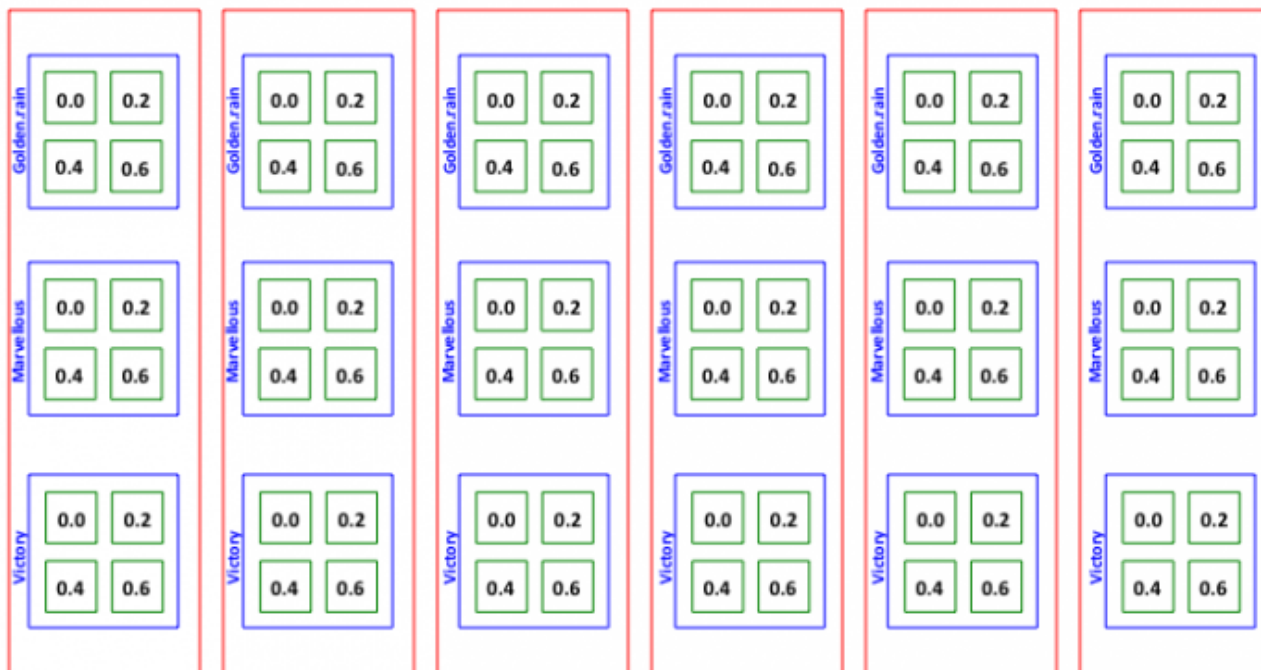 Golden.rain Golden.rain Golden.rain Golden.rain Golden.rain Golden.rain
0.0 0.2 0.0 0.2 0.0 0.2 0.0 0.2 0.0 0.2 0.0 0.2
0.4 0.6 0.4 0.6 0.4 0.6 0.4 0.6 0.4 0.6 0.4 0.6
Marvellous Marvellous Marvellous Marvellous Marvellous Marvellous
0.0 0.2 0.0 0.2 0.0 0.2 0.0 0.2 0.0 0.2 0.0 0.2
0.4 0.6 0.4 0.6 0.4 0.6 0.4 0.6 0.4 0.6 0.4 0.6
Victory Victory Victory Victory Victory Victory
0.0 0.2 0.0 0.2 0.0 0.2 0.0 0.2 0.0 0.2 0.0 0.2
0.4 0.6 0.4 0.6 0.4 0.6 0.4 0.6 0.4 0.6 0.4 0.6